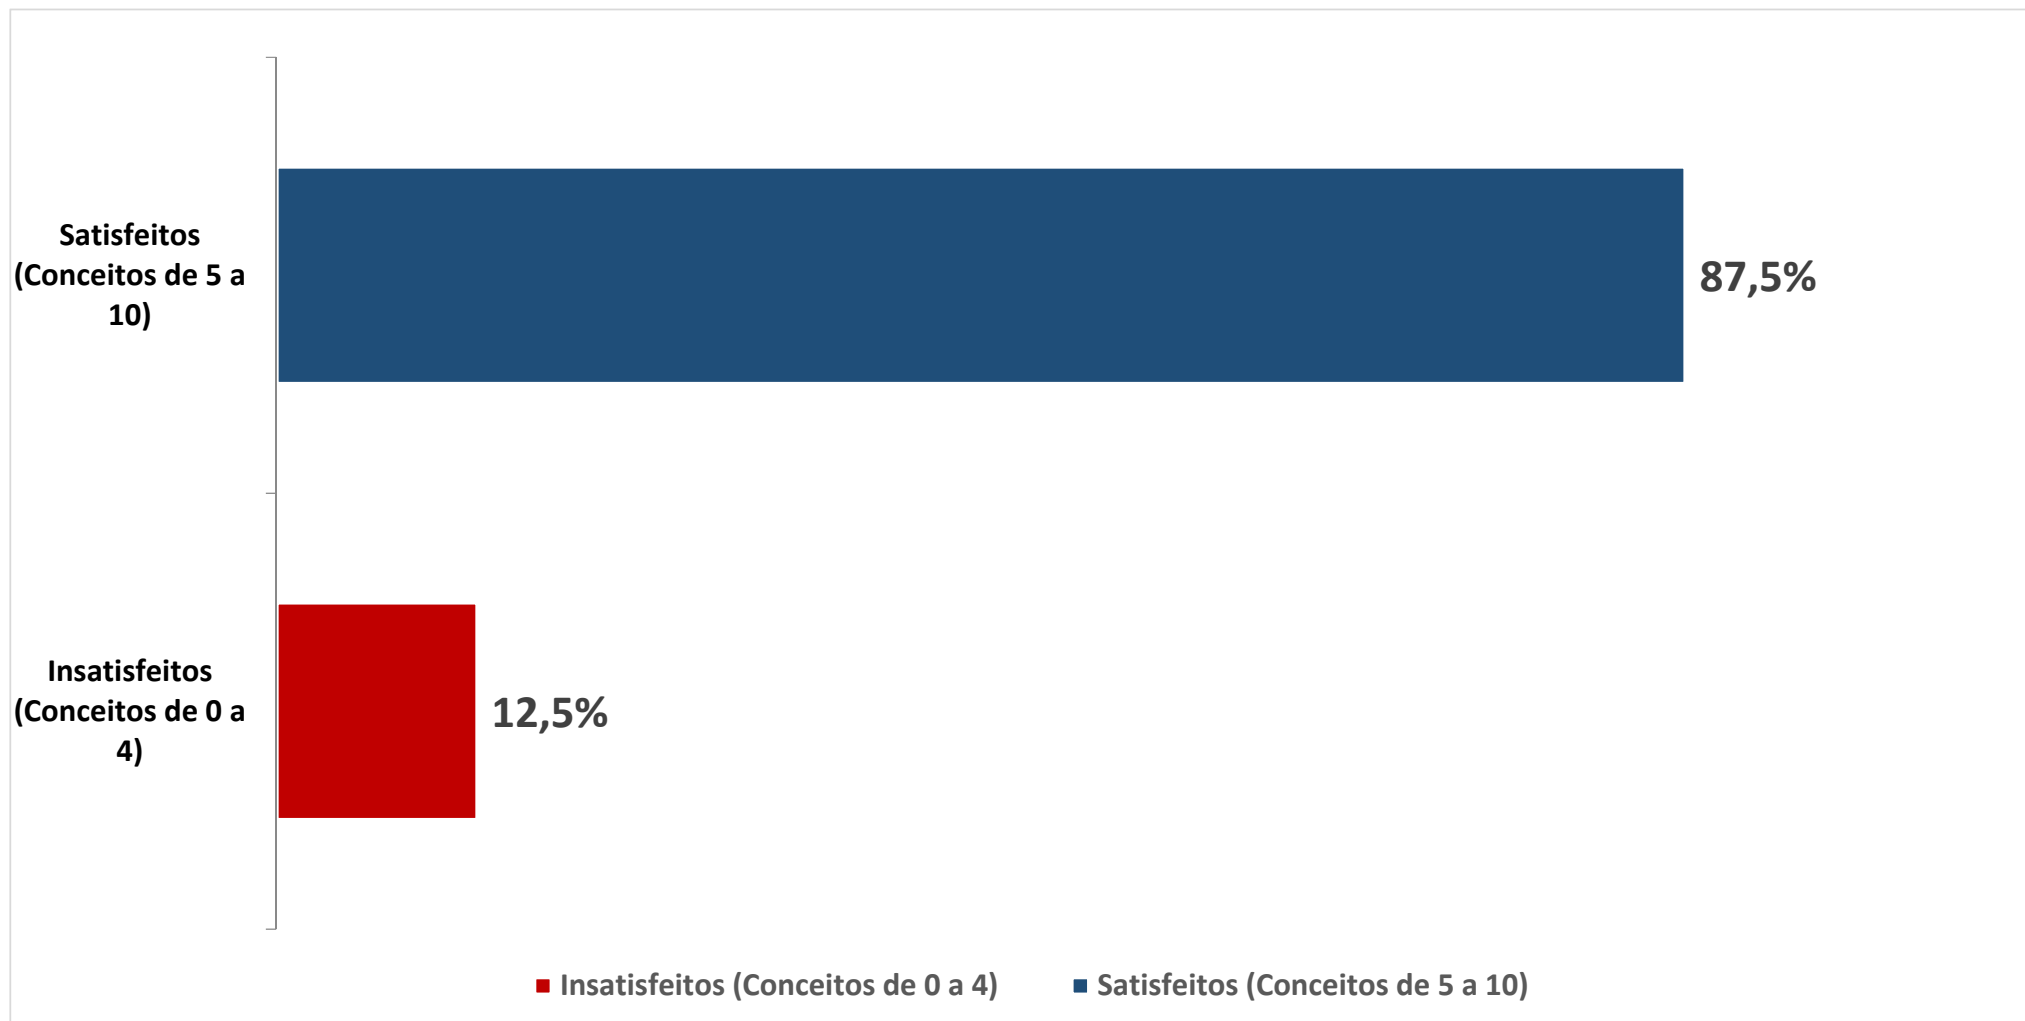 Satisfeitos
(Conceitos de 5 a
10)
87,5%
Insatisfeitos
(Conceitos de 0 a
4)
12,5%
Insatisfeitos (Conceitos de 0 a 4)
Satisfeitos (Conceitos de 5 a 10)